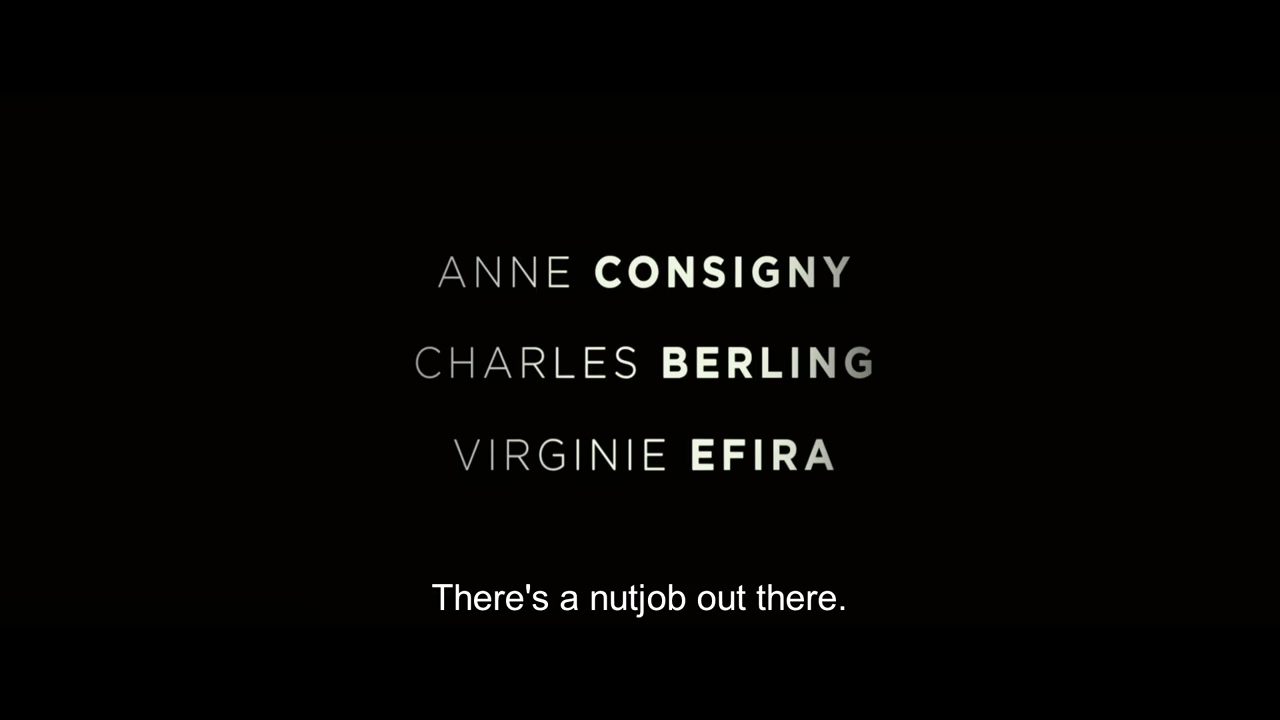 ANNE CONSIGNY
CHARLES BERLING
VIRGINIE EFIRA
There's a nutjob out there.